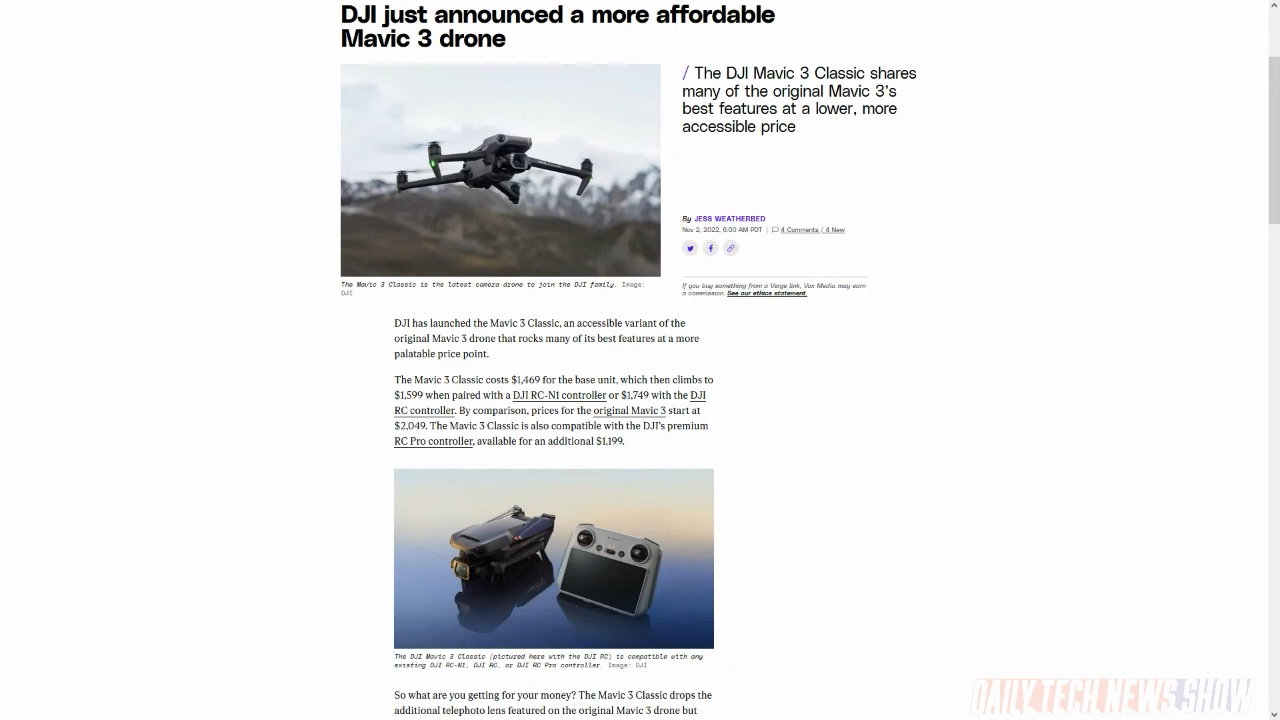 DJI just announced a more affordable
Mavic 3 drone
/ The DJI Mavic 3 Classic shares
many of the original Mavic 3's
best features at a lower, more
accessible price
By JESS WEATHERBED
Nov 2, 2022, 6:00 AM PDT | 4 Comments / 4 New
If you buy something from a Verge link, Vox Media may earn
a commission. See our ethics statement.
The Mavic 3 Classic is the latest camera drone to join the DJI family. Image:
DJI
DJI has launched the Mavic 3 Classic, an accessible variant of the
original Mavic 3 drone that rocks many of its best features at a more
palatable price point.
The Mavic 3 Classic costs $1,469 for the base unit, which then climbs to
$1,599 when paired with a DJI RC-N1 controller or $1,749 with the DJI
RC controller. By comparison, prices for the original Mavic 3 start at
$2,049. The Mavic 3 Classic is also compatible with the DJI's premium
RC Pro controller, available for an additional $1,199.
The DJI Mavic 3 Classic (pictured here with the DJI RC) is compatible with any
existing DJI RC-N1, DJI RC, or DJI RC Pro controller. Image: DJI
So what are you getting for your money? The Mavic 3 Classic drops the
additional telephoto lens featured on the original Mavic 3 drone but
DAILY TECH NEWS SHOW